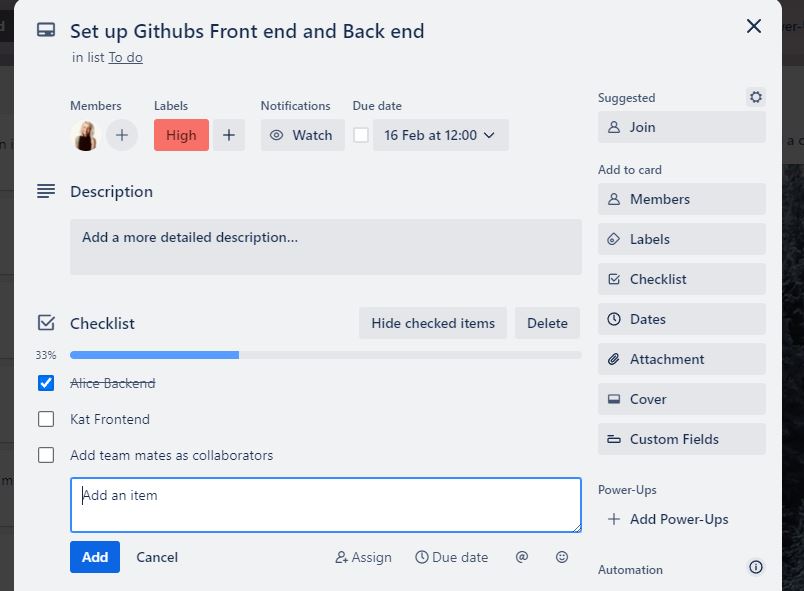 Set up Githubs Front end and Back end
in list To do
Members
Labels
Notifications
Due date
High
Watch
16 Feb at 12:00
Suggested
Join
Add to card
Members
Labels
Checklist
Dates
Attachment
Cover
Custom Fields
Power-Ups
Add Power-Ups
Automation
Description
Add a more detailed description...
Checklist
Hide checked items
Delete
33%
Alice Backend
Kat Frontend
Add team mates as collaborators
Add an item
Add
Cancel
Assign
Due date
@